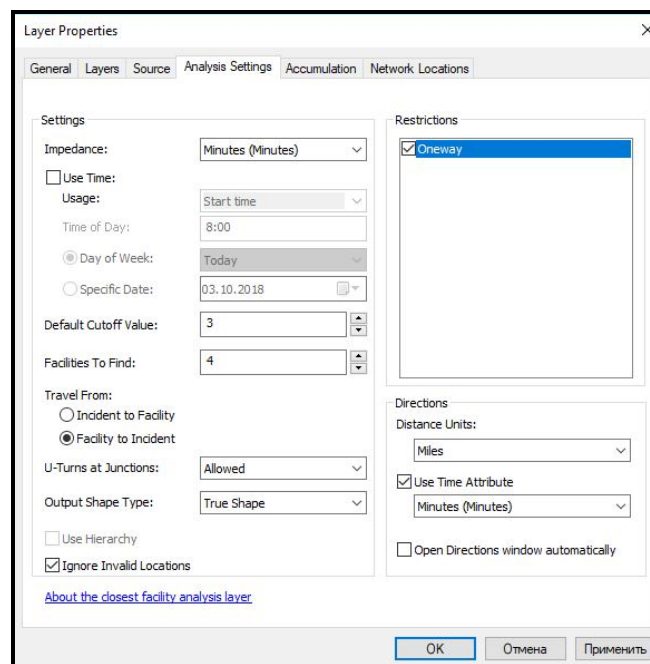 Layer Properties
General Layers Source Analysis Settings Accumulation Network Locations
Settings
Impedance: Minutes (Minutes)
Use Time:
Usage: Start time
Time of Day: 8:00
Day of Week: Today
Specific Date: 03.10.2018
Default Cutoff Value: 3
Facilities To Find: 4
Travel From:
Incident to Facility
Facility to Incident
U-Turns at Junctions: Allowed
Output Shape Type: True Shape
Use Hierarchy
Ignore Invalid Locations
Restrictions
Oneway
Directions
Distance Units:
Miles
Use Time Attribute
Minutes (Minutes)
Open Directions window automatically
About the closest facility analysis layer
OK Отмена Применить